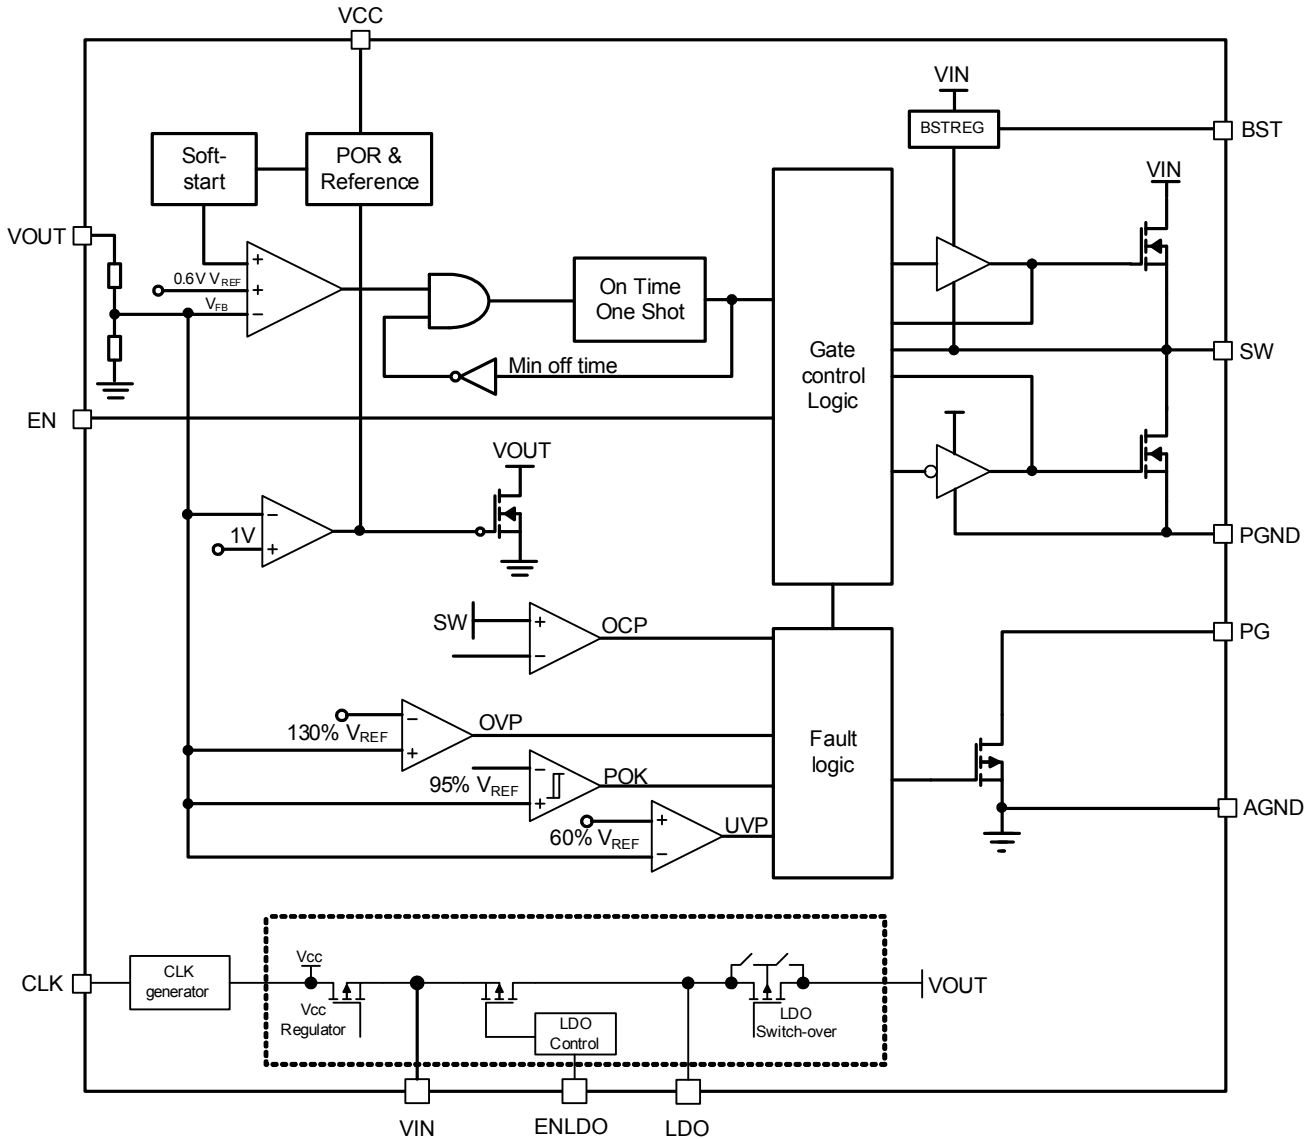 VCC
VIN
BSTREG
BST
Soft-
start
POR &
Reference
VIN
VOUT
0.6V VREF
+
+
VFB
−
On Time
One Shot
Min off time
Gate
control
Logic
SW
EN
VOUT
−
1V
+
PGND
SW
+
−
OCP
PG
130% VREF
−
+
OVP
95% VREF
−
+
POK
60% VREF
+
−
UVP
Fault
logic
AGND
CLK
CLK
generator
Vcc
Vcc
Regulator
LDO
Control
LDO
Switch-over
VOUT
VIN
ENLDO
LDO